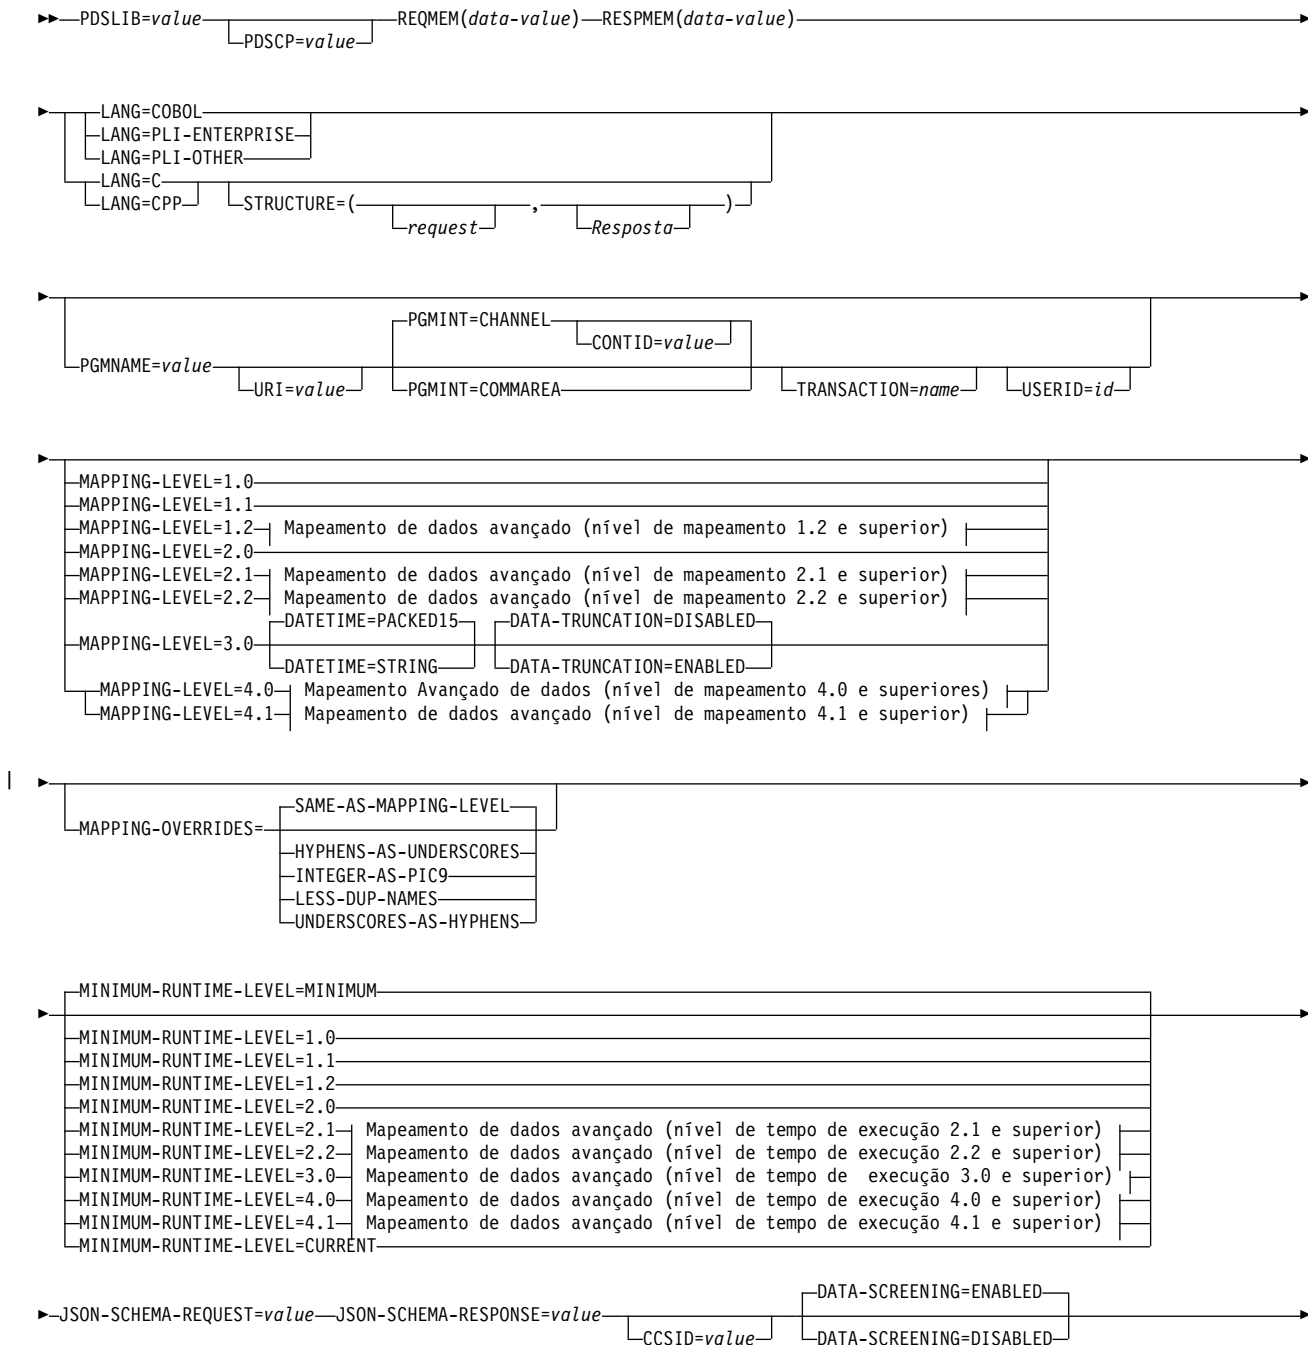 PDSLIB=value REQMEM(data-value) RESPMEM(data-value)
PDSCP=value
LANG=COBOL
LANG=PLI-ENTERPRISE
LANG=PLI-OTHER
LANG=C
LANG=CPP STRUCTURE=( , )
request Resposta
PGMINT=CHANNEL
CONTID=value
PGMNAME=value
URI=value PGMINT=COMMAREA TRANSACTION=name USERID=id
MAPPING-LEVEL=1.0
MAPPING-LEVEL=1.1
MAPPING-LEVEL=1.2 Mapeamento de dados avançado (nível de mapeamento 1.2 e superior)
MAPPING-LEVEL=2.0
MAPPING-LEVEL=2.1 Mapeamento de dados avançado (nível de mapeamento 2.1 e superior)
MAPPING-LEVEL=2.2 Mapeamento de dados avançado (nível de mapeamento 2.2 e superior)
DATETIME=PACKED15 DATA-TRUNCATION=DISABLED
MAPPING-LEVEL=3.0
DATETIME=STRING DATA-TRUNCATION=ENABLED
MAPPING-LEVEL=4.0 Mapeamento Avançado de dados (nível de mapeamento 4.0 e superiores)
MAPPING-LEVEL=4.1 Mapeamento de dados avançado (nível de mapeamento 4.1 e superior)
|
SAME-AS-MAPPING-LEVEL
MAPPING-OVERRIDES=
HYPHENS-AS-UNDERSCORES
INTEGER-AS-PIC9
LESS-DUP-NAMES
UNDERSCORES-AS-HYPHENS
MINIMUM-RUNTIME-LEVEL=MINIMUM
MINIMUM-RUNTIME-LEVEL=1.0
MINIMUM-RUNTIME-LEVEL=1.1
MINIMUM-RUNTIME-LEVEL=1.2
MINIMUM-RUNTIME-LEVEL=2.0
MINIMUM-RUNTIME-LEVEL=2.1 Mapeamento de dados avançado (nível de tempo de execução 2.1 e superior)
MINIMUM-RUNTIME-LEVEL=2.2 Mapeamento de dados avançado (nível de tempo de execução 2.2 e superior)
MINIMUM-RUNTIME-LEVEL=3.0 Mapeamento de dados avançado (nível de tempo de execução 3.0 e superior)
MINIMUM-RUNTIME-LEVEL=4.0 Mapeamento de dados avançado (nível de tempo de execução 4.0 e superior)
MINIMUM-RUNTIME-LEVEL=4.1 Mapeamento de dados avançado (nível de tempo de execução 4.1 e superior)
MINIMUM-RUNTIME-LEVEL=CURRENT
DATA-SCREENING=ENABLED
JSON-SCHEMA-REQUEST=value JSON-SCHEMA-RESPONSE=value
CCSID=value DATA-SCREENING=DISABLED